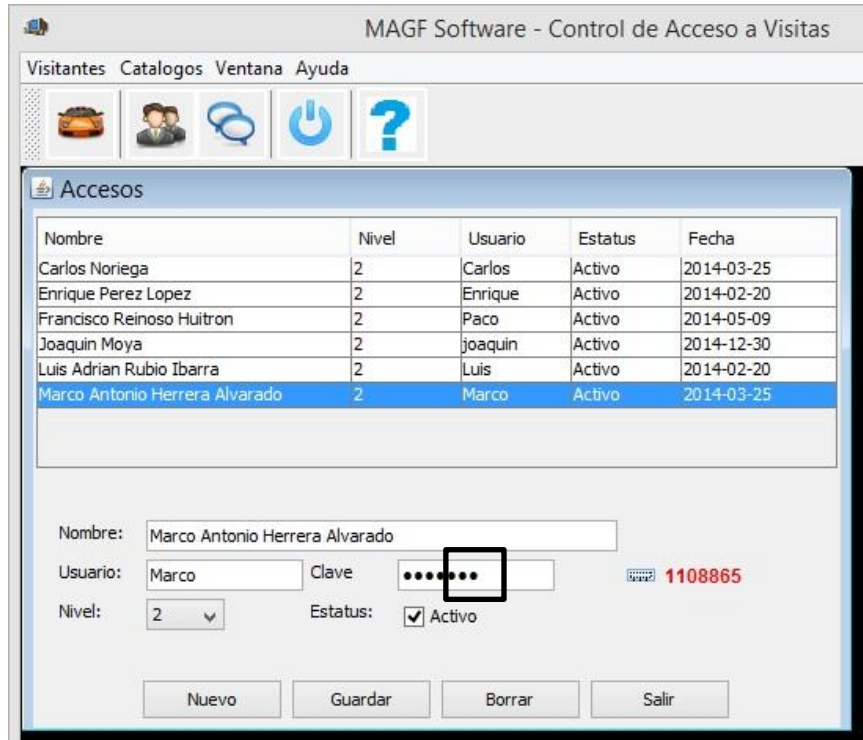 MAGF Software - Control de Acceso a Visitas
Visitantes Catalogos Ventana Ayuda
?
Accesos
Nombre Nivel Usuario Estatus Fecha
Carlos Noriega 2 Carlos Activo 2014-03-25
Enrique Perez Lopez 2 Enrique Activo 2014-02-20
Francisco Reinoso Huitron 2 Paco Activo 2014-05-09
Joaquin Moya 2 joaquin Activo 2014-12-30
Luis Adrian Rubio Ibarra 2 Luis Activo 2014-02-20
Marco Antonio Herrera Alvarado 2 Marco Activo 2014-03-25
Nombre: Marco Antonio Herrera Alvarado
Usuario: Marco Clave ••••••• 1108865
Nivel: 2 Estatus: Activo
Nuevo Guardar Borrar Salir